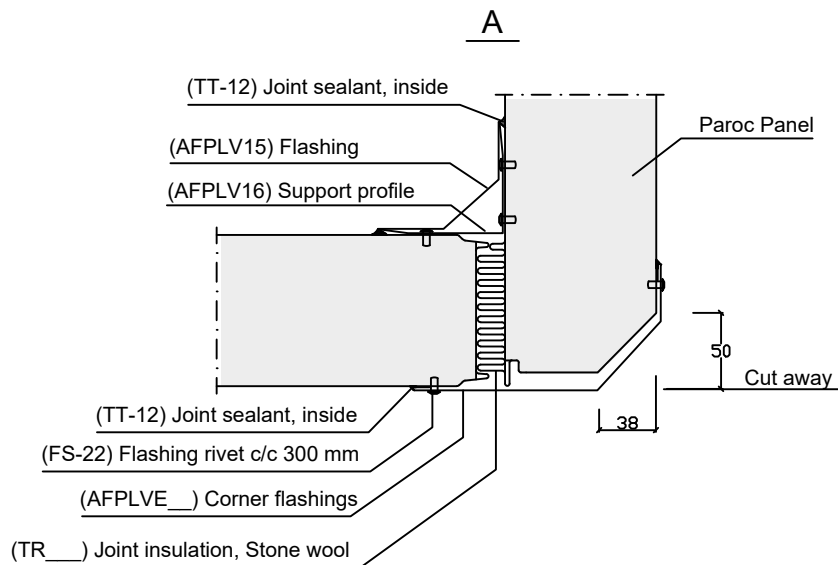 A
(TT-12) Joint sealant, inside
Paroc Panel
(AFPLV15) Flashing
(AFPLV16) Support profile
50
Cut away
(TT-12) Joint sealant, inside
38
(FS-22) Flashing rivet c/c 300 mm
(AFPLVE__) Corner flashings
(TR___) Joint insulation, Stone wool